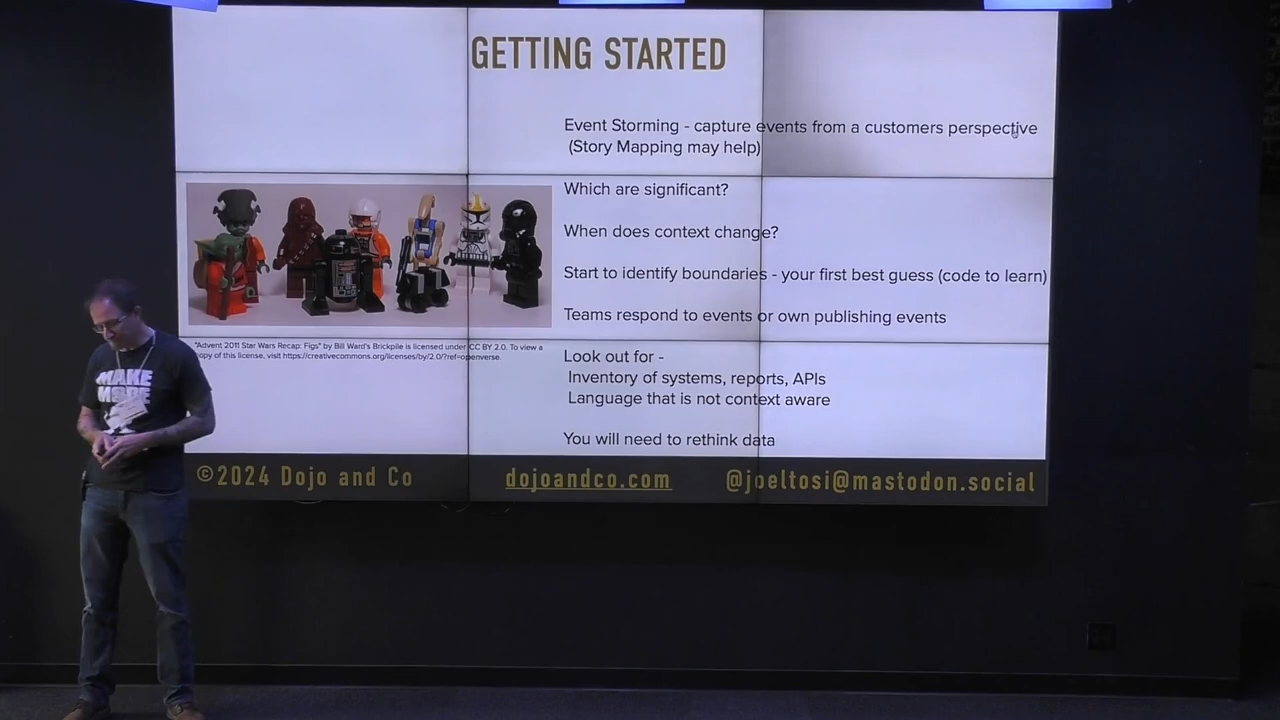 GETTING STARTED
Event Storming - capture events from a customers perspective
(Story Mapping may help)
Which are significant?
When does context change?
Start to identify boundaries - your first best guess (code to learn)
Teams respond to events or own publishing events
"Advent 2011 Star Wars Recap: Figs" by Bill Ward's Brickpile is licensed under CC BY 2.0. To view a
copy of this license, visit https://creativecommons.org/licenses/by/2.0/?ref=openverse.
Look out for -
Inventory of systems, reports, APIs
Language that is not context aware
You will need to rethink data
©2024 Dojo and Co
dojoandco.com
@joeltosi@mastodon.social
MAKE
MORE